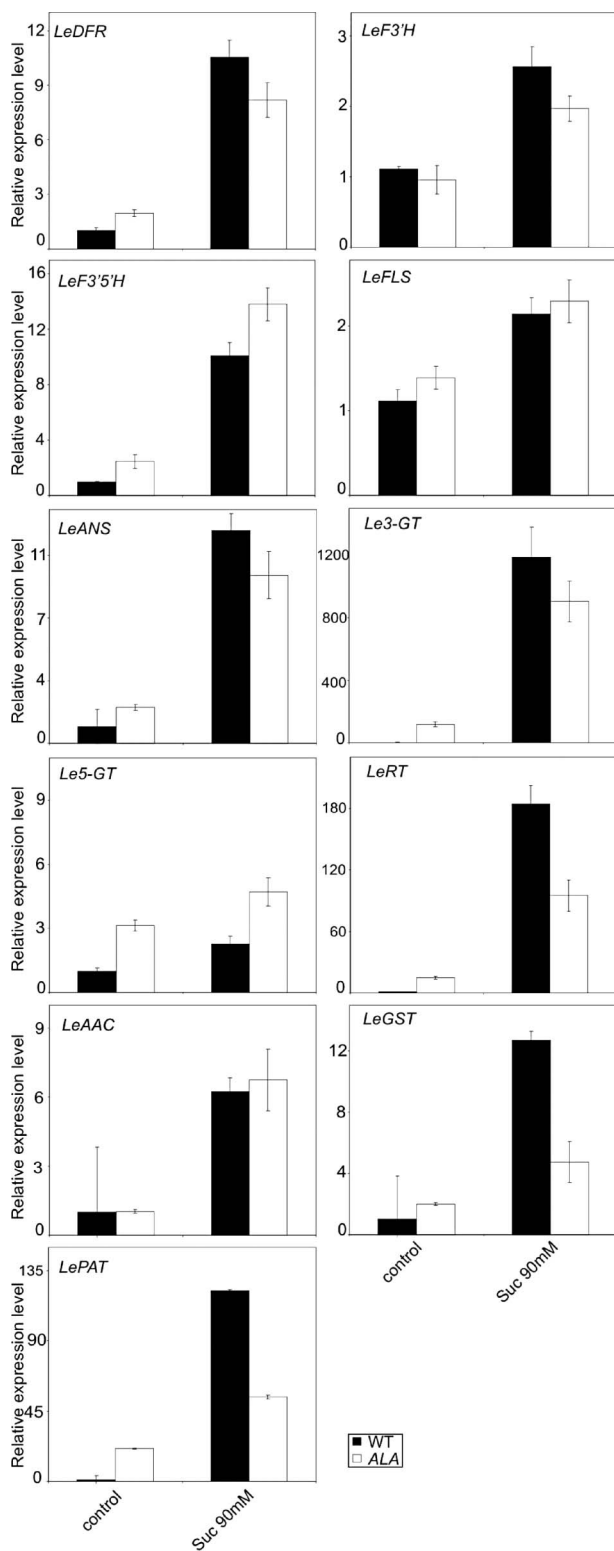 LeDFR
Relative expression level
12
9
6
3
0
LeF3'H
3
2
1
0
LeF3'5'H
Relative expression level
16
12
8
4
0
LeFLS
2
1
0
LeANS
Relative expression level
11
7
4
0
Le3-GT
1200
800
400
0
Le5-GT
Relative expression level
9
6
3
0
LeRT
180
120
60
0
LeAAC
Relative expression level
9
6
3
0
LeGST
12
8
4
0
control
Suc 90mM
LePAT
Relative expression level
135
90
45
0
control
Suc 90mM
WT
ALA